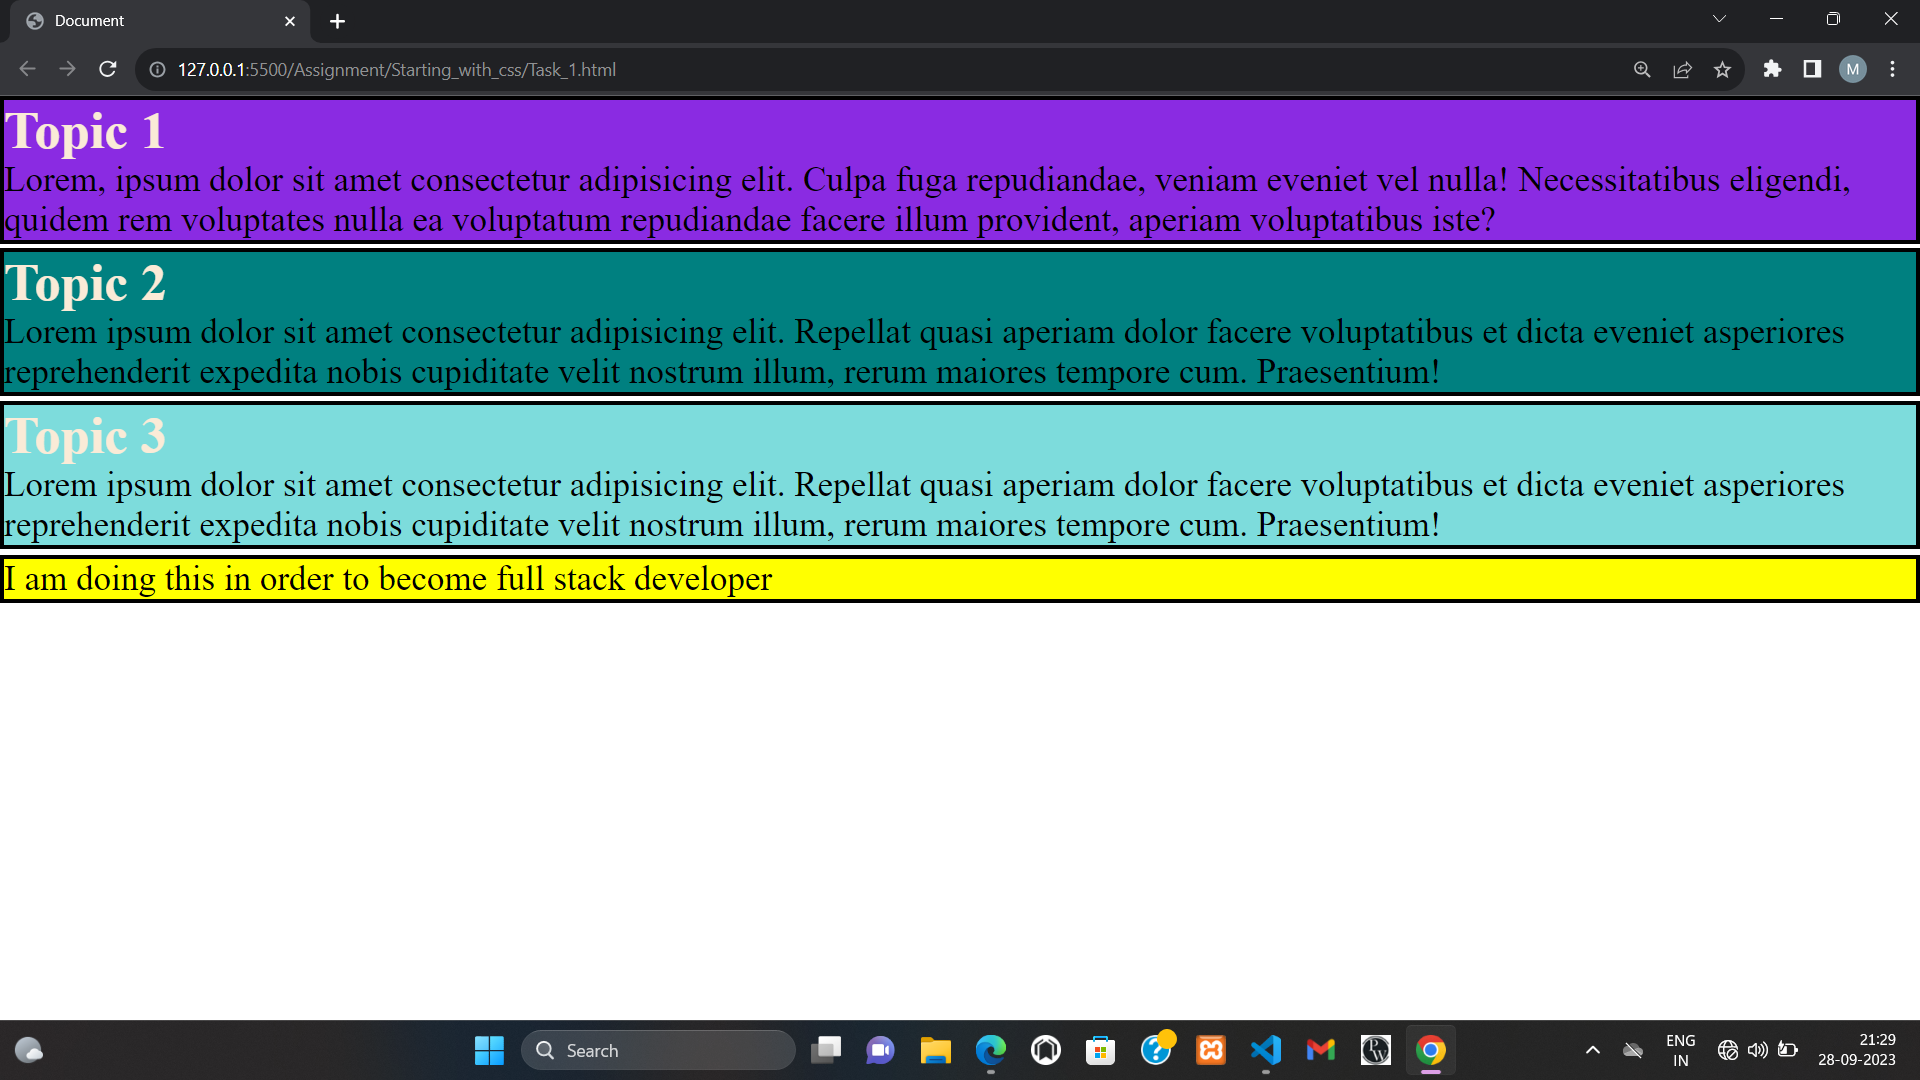 Document
127.0.0.1:5500/Assignment/Starting_with_css/Task_1.html
M
Topic 1
Lorem, ipsum dolor sit amet consectetur adipisicing elit. Culpa fuga repudiandae, veniam eveniet vel nulla! Necessitatibus eligendi,
quidem rem voluptates nulla ea voluptatum repudiandae facere illum provident, aperiam voluptatibus iste?
Topic 2
Lorem ipsum dolor sit amet consectetur adipisicing elit. Repellat quasi aperiam dolor facere voluptatibus et dicta eveniet asperiores
reprehenderit expedita nobis cupiditate velit nostrum illum, rerum maiores tempore cum. Praesentium!
Topic 3
Lorem ipsum dolor sit amet consectetur adipisicing elit. Repellat quasi aperiam dolor facere voluptatibus et dicta eveniet asperiores
reprehenderit expedita nobis cupiditate velit nostrum illum, rerum maiores tempore cum. Praesentium!
I am doing this in order to become full stack developer
Search
PW
ENG
IN
21:29
28-09-2023